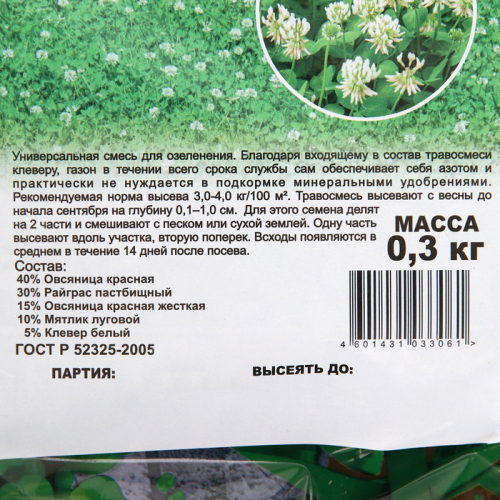 Универсальная смесь для озеленения. Благодаря входящему в состав травосмеси
клеверу, газон в течении всего срока службы сам обеспечивает себя азотом и
практически не нуждается в подкормке минеральными удобрениями.
Рекомендуемая норма высева 3,0-4,0 кг/100 м². Травосмесь высевают с весны до
начала сентября на глубину 0,1–1,0 см. Для этого семена делят
на 2 части и смешивают с песком или сухой землей. Одну часть
высевают вдоль участка, вторую поперек. Всходы появляются в
среднем в течение 14 дней после посева.
МАССА
0,3 кг
Состав:
40% Овсяница красная
30% Райграс пастбищный
15% Овсяница красная жесткая
10% Мятлик луговой
5% Клевер белый
ГОСТ Р 52325-2005
4 601431 033061 >
ПАРТИЯ:
ВЫСЕЯТЬ ДО: